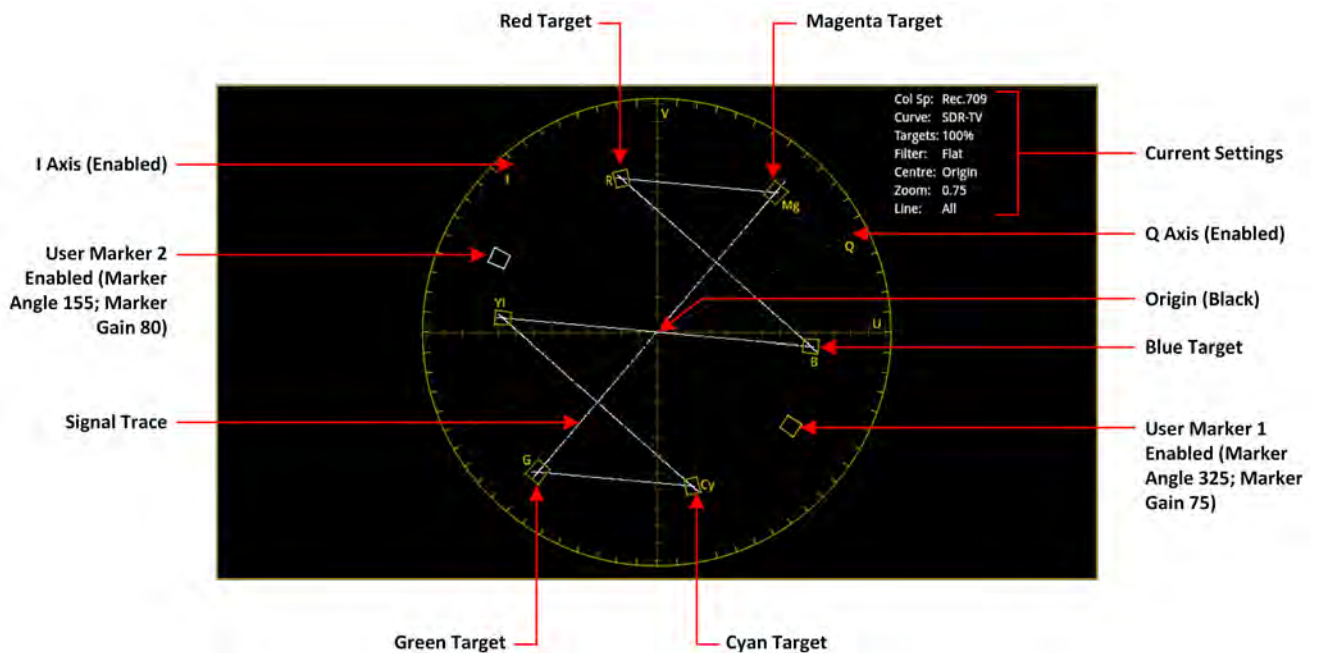 Red Target
Magenta Target
Col Sp: Rec.709
Curve: SDR-TV
Targets: 100%
Filter: Flat
Centre: Origin
Zoom: 0.75
Line: All
Current Settings
I Axis (Enabled)
V
I
R
Mg
Q
Q Axis (Enabled)
User Marker 2
Enabled (Marker
Angle 155; Marker
Gain 80)
Yl
U
B
Origin (Black)
Blue Target
Signal Trace
G
Cy
User Marker 1
Enabled (Marker
Angle 325; Marker
Gain 75)
Green Target
Cyan Target